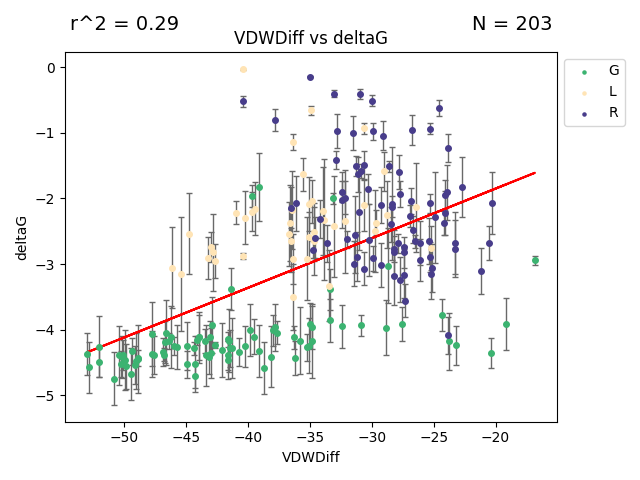 r^2 = 0.29 N = 203
VDWDiff vs deltaG
G
L
R
0
−1
−2
−3
−4
−5
deltaG
−50 −45 −40 −35 −30 −25 −20
VDWDiff